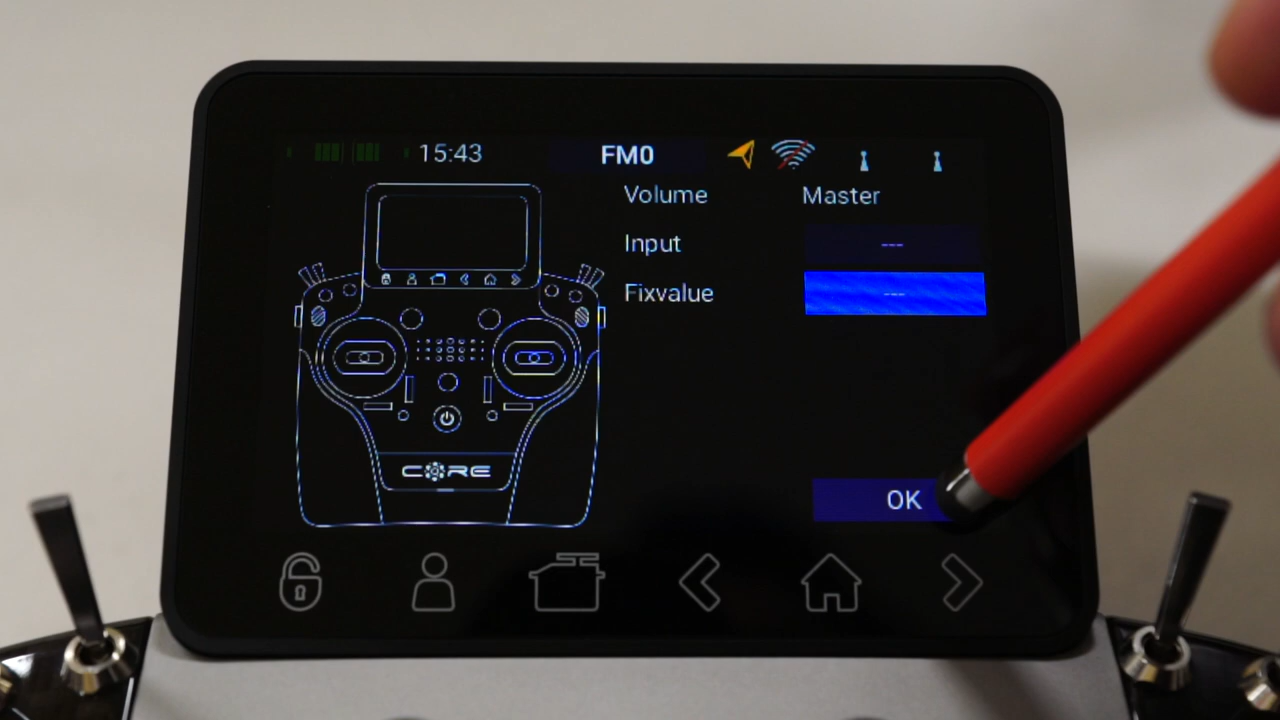 15:43 FM0
Volume Master
Input ---
Fixvalue ---
CORE
OK